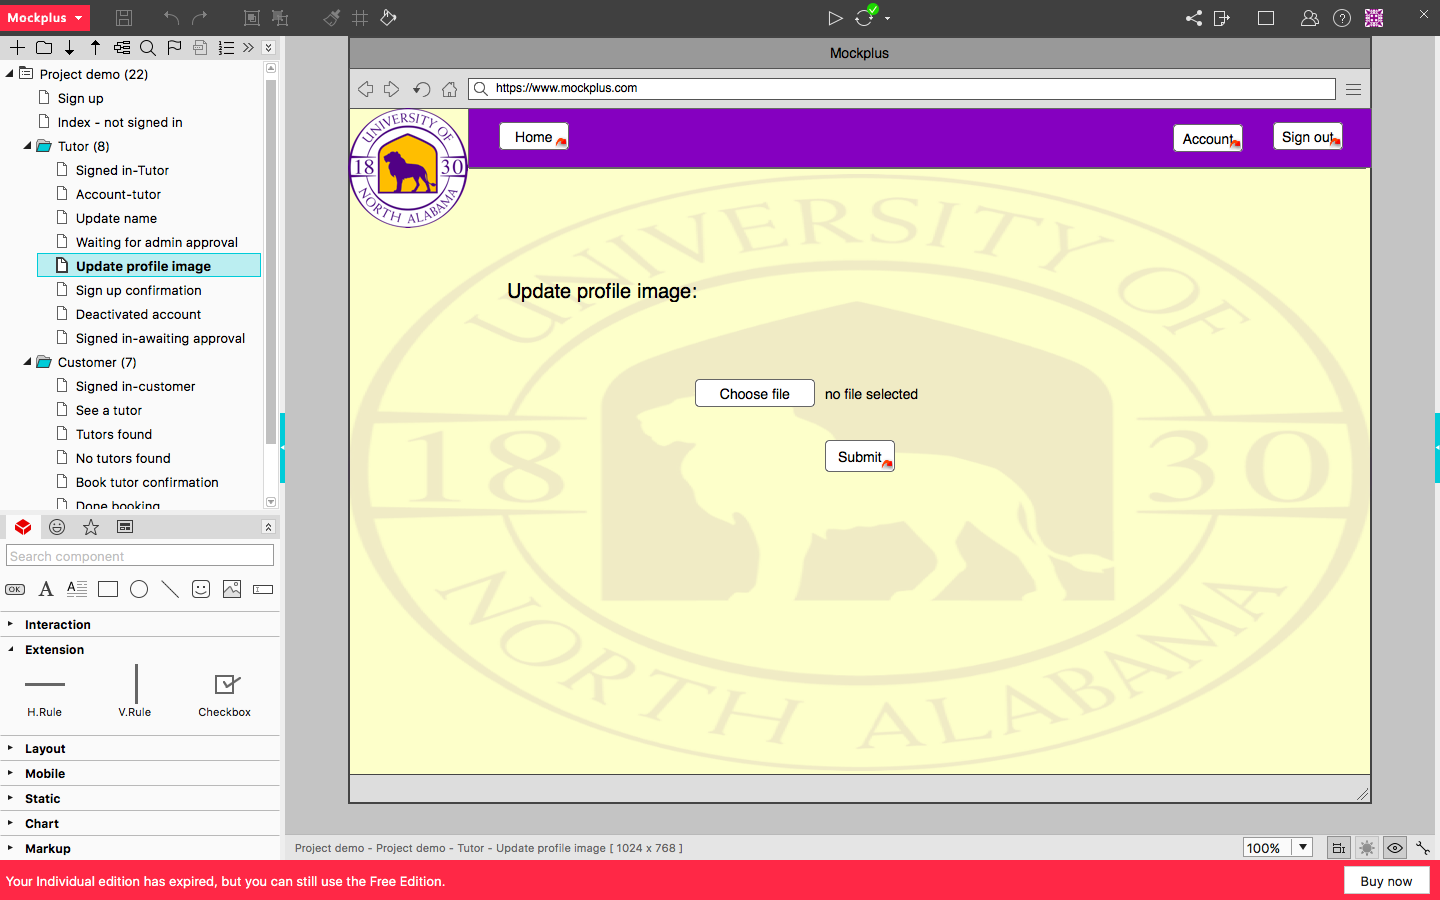 Mockplus
Mockplus
https://www.mockplus.com
Project demo (22)
Sign up
Index - not signed in
Tutor (8)
Signed in-Tutor
Account-tutor
Update name
Waiting for admin approval
Update profile image
Sign up confirmation
Deactivated account
Signed in-awaiting approval
Customer (7)
Signed in-customer
See a tutor
Tutors found
No tutors found
Book tutor confirmation
Done booking
Search component
OK
A
A
Interaction
Extension
H.Rule
V.Rule
Checkbox
Layout
Mobile
Static
Chart
Markup
UNIVERSITY OF
18 30
NORTH ALABAMA
Home
Account
Sign out
UNIVERSITY OF
18 30
NORTH ALABAMA
Update profile image:
Choose file
no file selected
Submit
Project demo - Project demo - Tutor - Update profile image [ 1024 x 768 ]
100%
Your Individual edition has expired, but you can still use the Free Edition.
Buy now